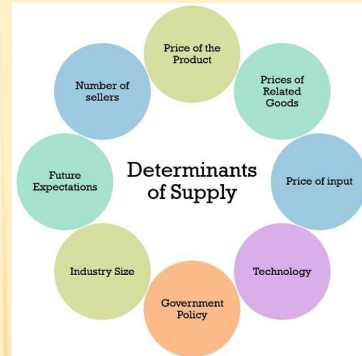 Price of the
Product
Prices of
Related
Goods
Price of input
Technology
Government
Policy
Industry Size
Future
Expectations
Number of
sellers
Determinants
of Supply